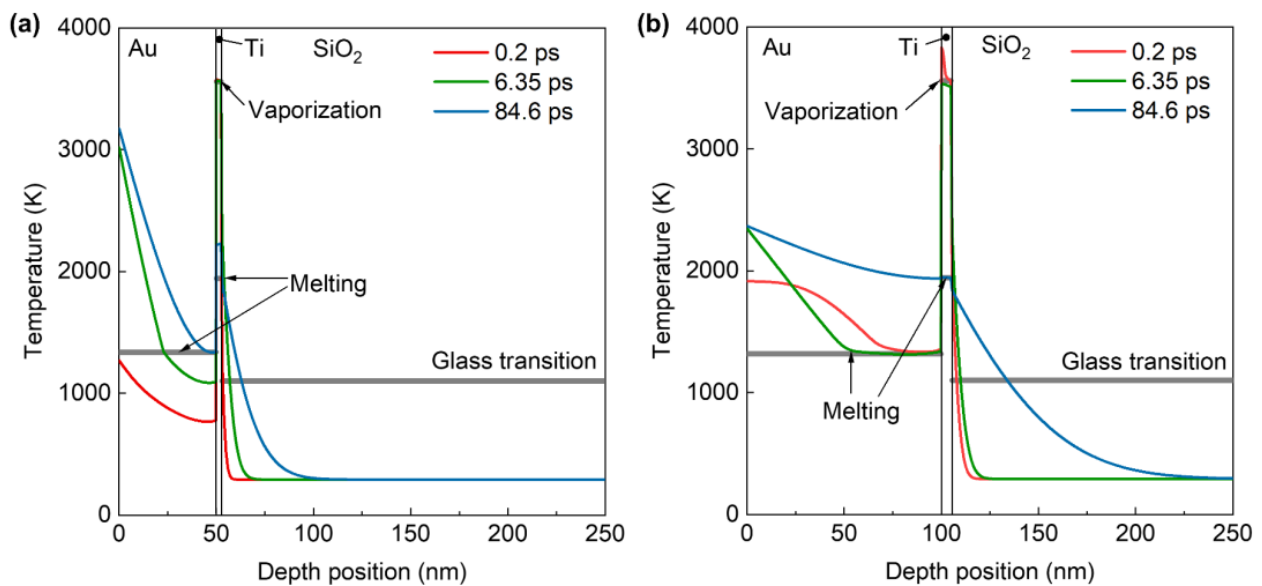 (a)
4000
3000
2000
1000
0
Temperature (K)
Au
Ti
SiO2
0.2 ps
6.35 ps
84.6 ps
Vaporization
Melting
Glass transition
0
50
100
150
200
250
Depth position (nm)
(b)
4000
3000
2000
1000
0
Temperature (K)
Au
Ti
SiO2
0.2 ps
6.35 ps
84.6 ps
Vaporization
Melting
Glass transition
0
50
100
150
200
250
Depth position (nm)